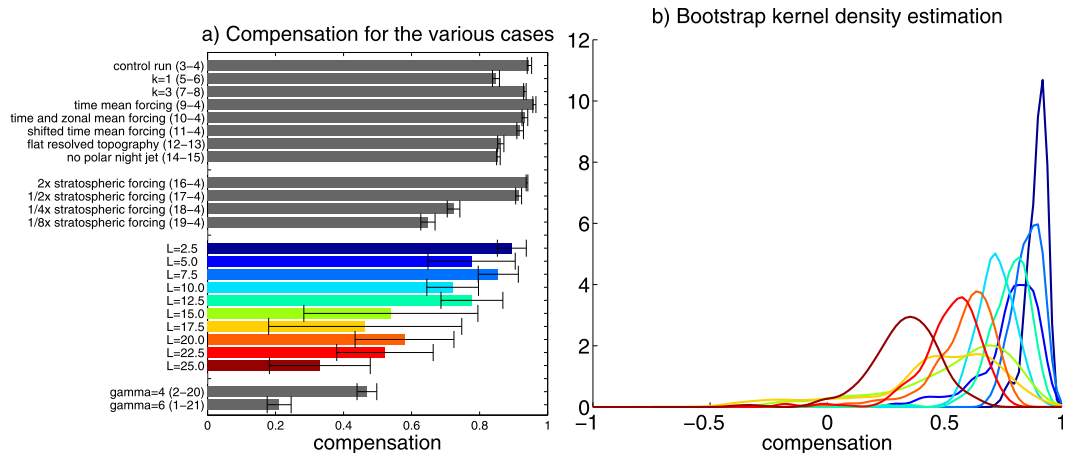 a) Compensation for the various cases
control run (3−4)
k=1 (5−6)
k=3 (7−8)
time mean forcing (9−4)
time and zonal mean forcing (10−4)
shifted time mean forcing (11−4)
flat resolved topography (12−13)
no polar night jet (14−15)
2x stratospheric forcing (16−4)
1/2x stratospheric forcing (17−4)
1/4x stratospheric forcing (18−4)
1/8x stratospheric forcing (19−4)
L=2.5
L=5.0
L=7.5
L=10.0
L=12.5
L=15.0
L=17.5
L=20.0
L=22.5
L=25.0
gamma=4 (2−20)
gamma=6 (1−21)
0 0.2 0.4 0.6 0.8 1
compensation
b) Bootstrap kernel density estimation
12
10
8
6
4
2
0
−1 −0.5 0 0.5 1
compensation